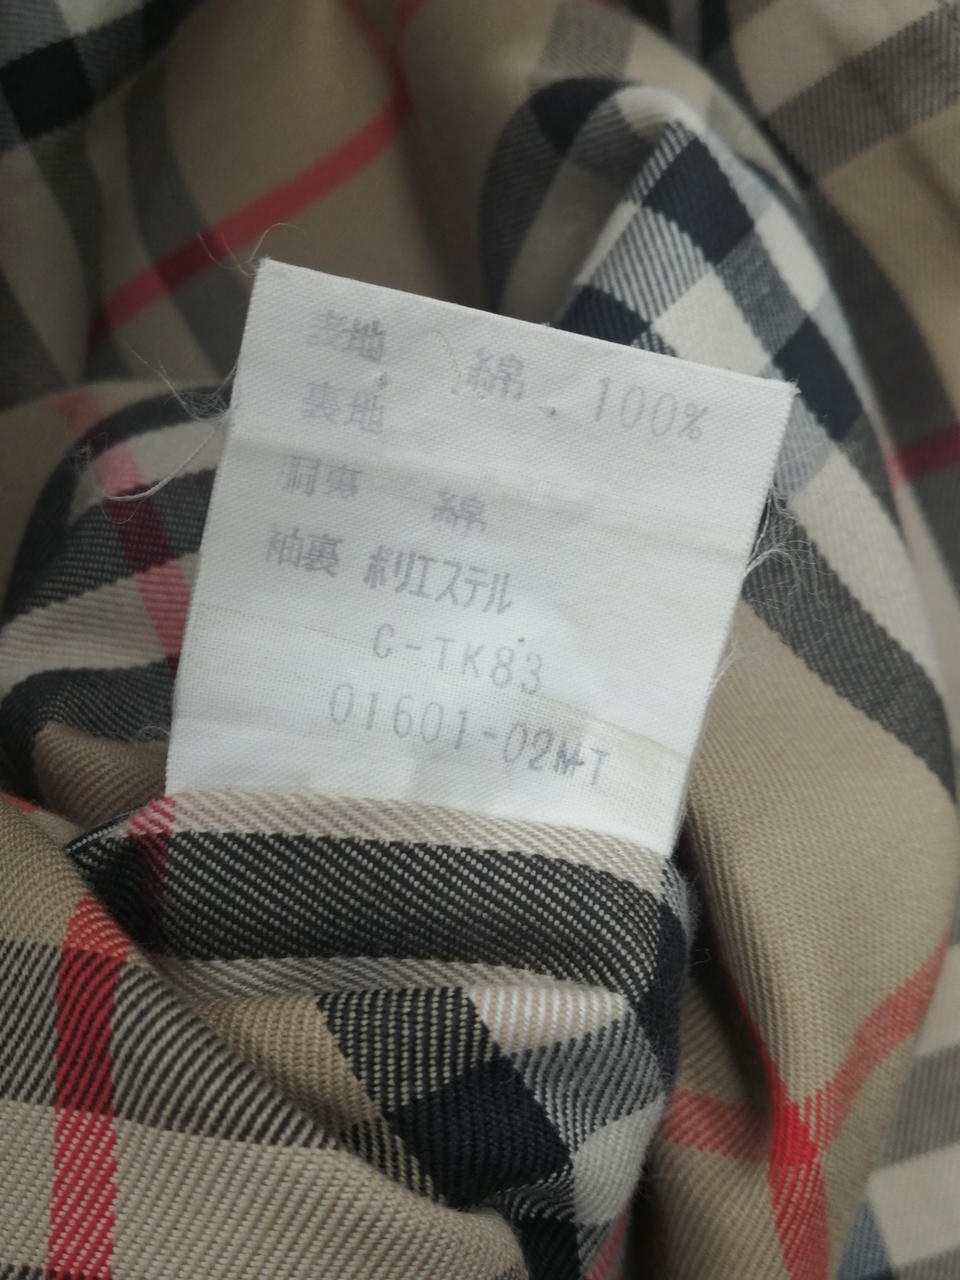 表地 綿 100%
裏地
胴裏 綿
袖裏 ポリエステル
C-TK83
01601-02M-T